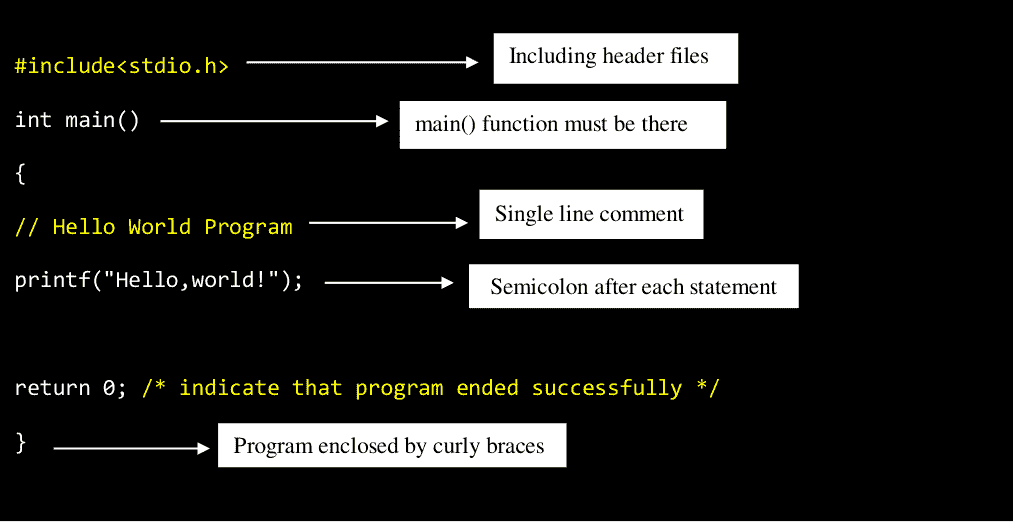 #include<stdio.h>
Including header files
int main()
main() function must be there
{
// Hello World Program
Single line comment
printf("Hello,world!");
Semicolon after each statement
return 0; /* indicate that program ended successfully */
}
Program enclosed by curly braces